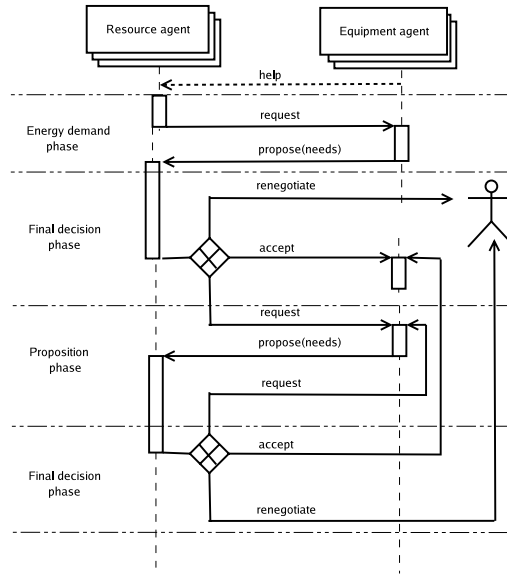 Resource agent
Equipment agent
help
request
Energy demand
phase
propose(needs)
renegotiate
Final decision
phase
accept
request
propose(needs)
Proposition
phase
request
accept
Final decision
phase
renegotiate